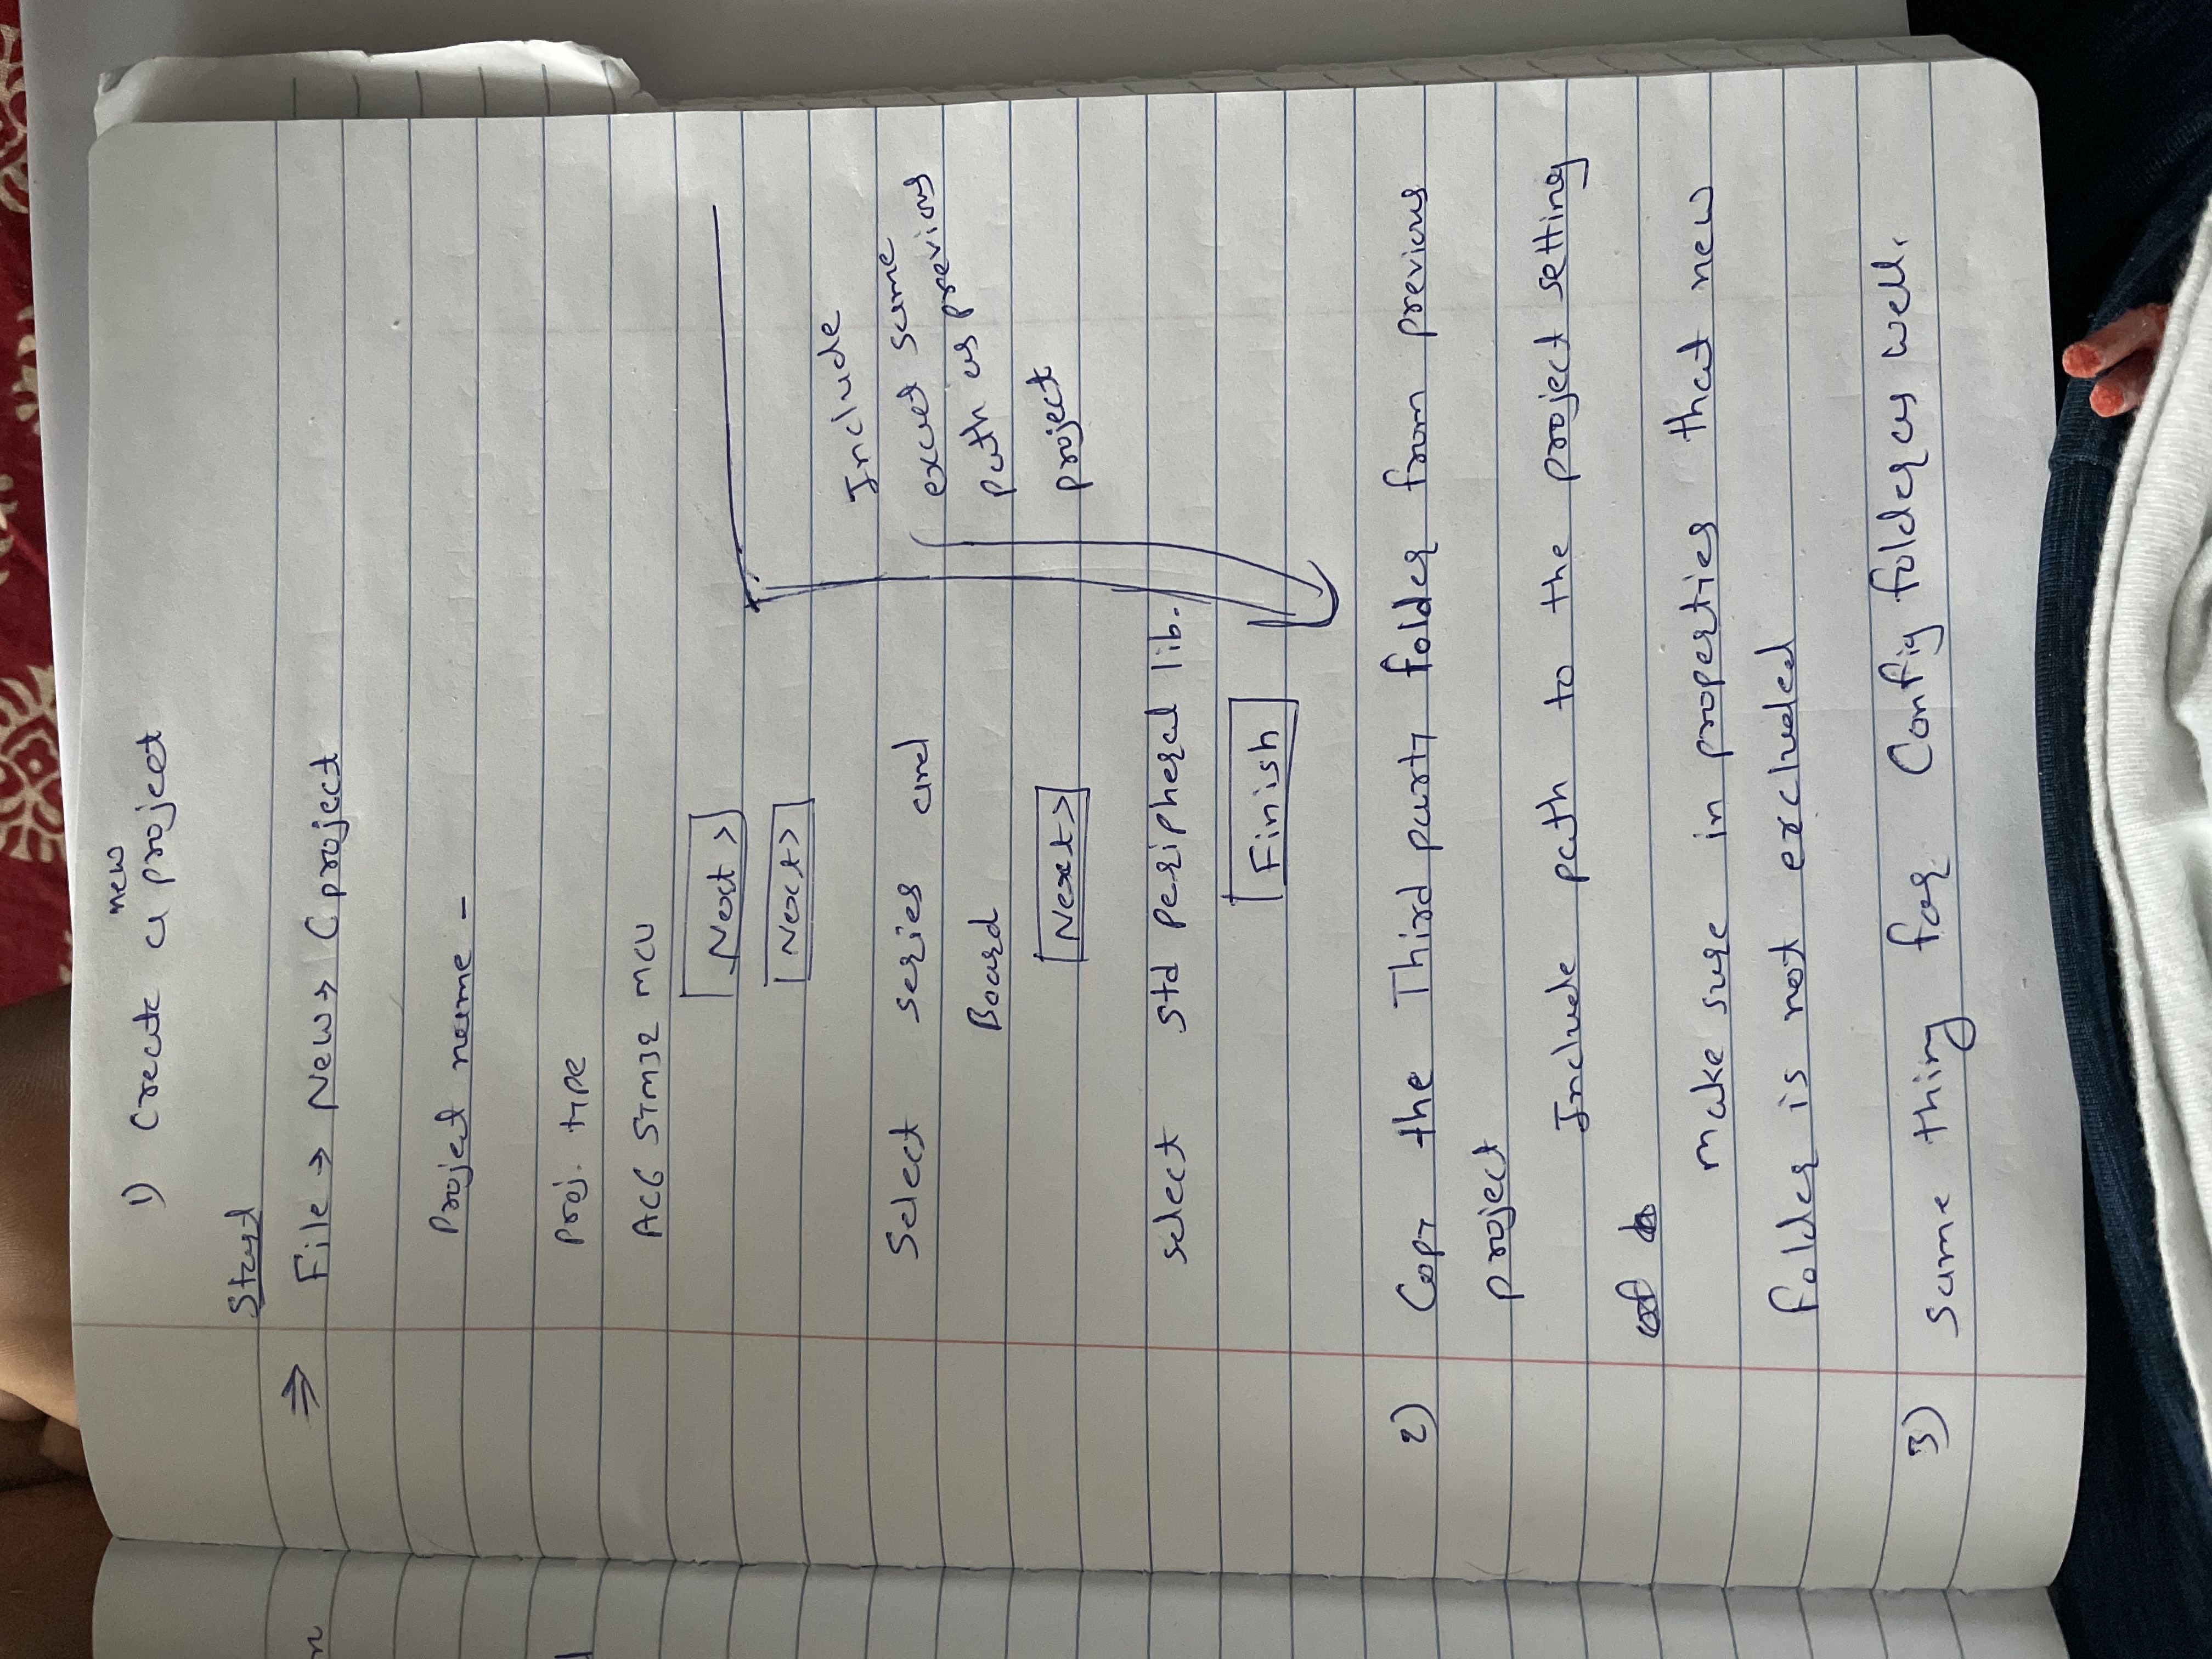 new
1) Create a project
Start
⇒ File → New → C project
Project name -
Proj. type
AC6 STM32 MCU
Next >
Next >
Select series and
Board
Next >
select std peripheral lib.
Finish
Include
exact same
path as previous
project
2) Copy the Third party folder from previous
project
Include path to the project setting
make sure in properties that new
folder is not excluded
3) Same thing for Config folder as well.